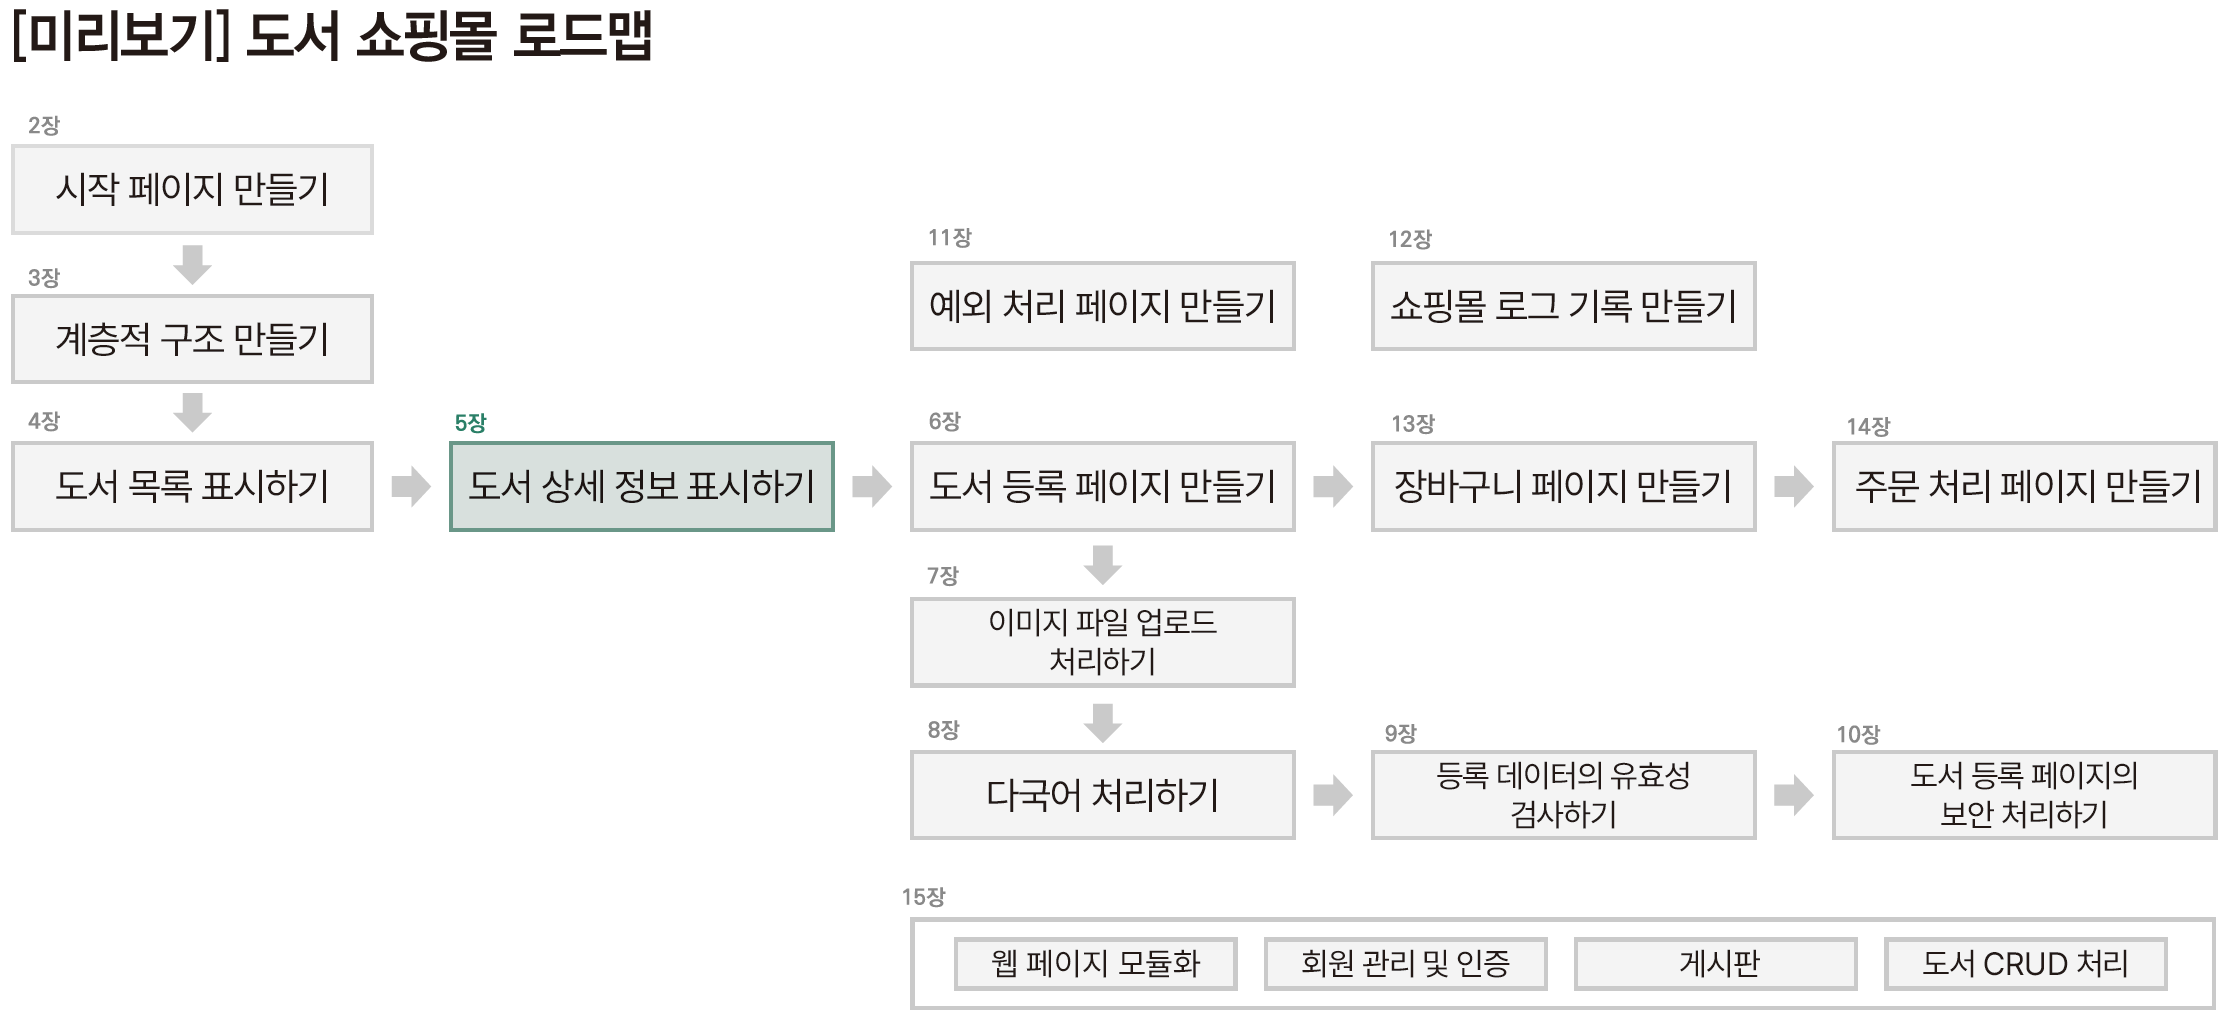 [미리보기] 도서 쇼핑몰 로드맵
2장
시작 페이지 만들기
3장
계층적 구조 만들기
4장
도서 목록 표시하기
5장
도서 상세 정보 표시하기
11장
예외 처리 페이지 만들기
12장
쇼핑몰 로그 기록 만들기
6장
도서 등록 페이지 만들기
13장
장바구니 페이지 만들기
14장
주문 처리 페이지 만들기
7장
이미지 파일 업로드
처리하기
8장
다국어 처리하기
9장
등록 데이터의 유효성
검사하기
10장
도서 등록 페이지의
보안 처리하기
15장
웹 페이지 모듈화
회원 관리 및 인증
게시판
도서 CRUD 처리